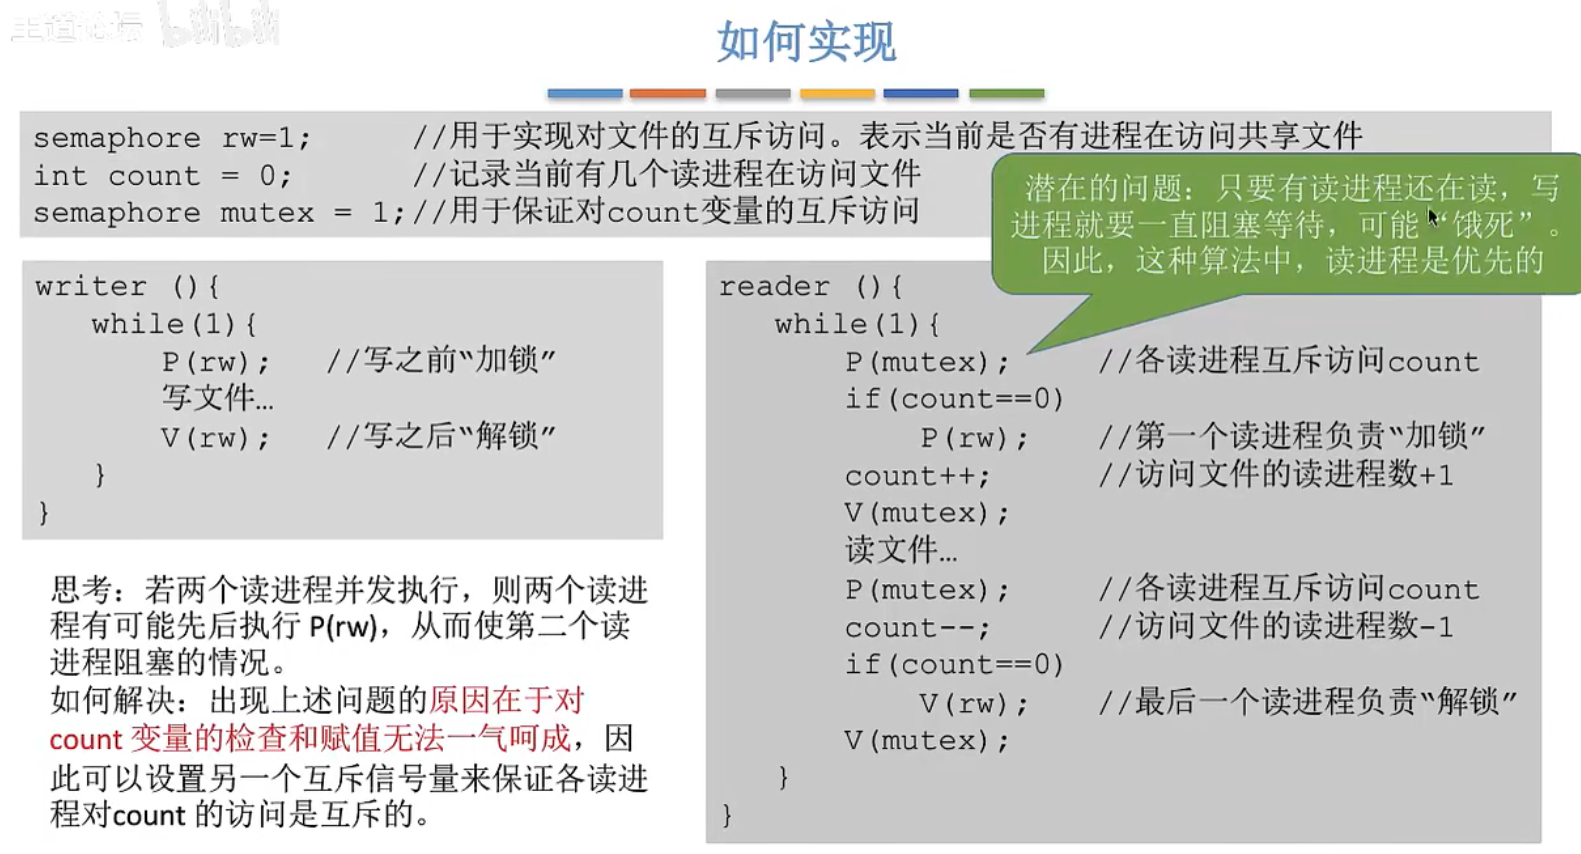 王道论坛 bilibili
如何实现
semaphore rw=1; //用于实现对文件的互斥访问。表示当前是否有进程在访问共享文件
int count = 0; //记录当前有几个读进程在访问文件
semaphore mutex = 1;//用于保证对count变量的互斥访问
潜在的问题：只要有读进程还在读，写
进程就要一直阻塞等待，可能“饿死”。
因此，这种算法中，读进程是优先的
writer (){
while(1){
P(rw); //写之前“加锁”
写文件…
V(rw); //写之后“解锁”
}
}
思考：若两个读进程并发执行，则两个读进
程有可能先后执行 P(rw)，从而使第二个读
进程阻塞的情况。
如何解决：出现上述问题的原因在于对
count 变量的检查和赋值无法一气呵成，因
此可以设置另一个互斥信号量来保证各读进
程对count 的访问是互斥的。
reader (){
while(1){
P(mutex); //各读进程互斥访问count
if(count==0)
P(rw); //第一个读进程负责“加锁”
count++; //访问文件的读进程数+1
V(mutex);
读文件…
P(mutex); //各读进程互斥访问count
count--; //访问文件的读进程数-1
if(count==0)
V(rw); //最后一个读进程负责“解锁”
V(mutex);
}
}